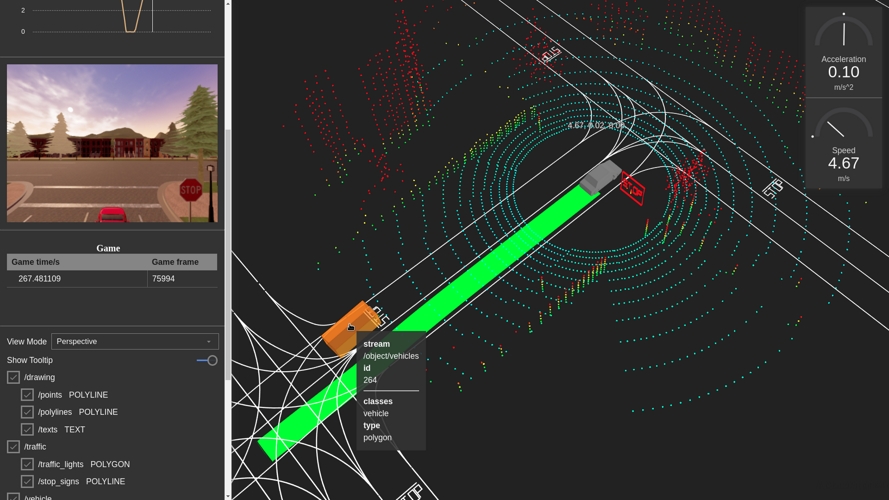 2
0
STOP
Game
Game time/s Game frame
267.481109 75994
View Mode Perspective
Show Tooltip
/drawing
/points POLYLINE
/polylines POLYLINE
/texts TEXT
/traffic
/traffic_lights POLYGON
/stop_signs POLYLINE
/vehicle
STOP
STOP
STOP
stream
/object/vehicles
id
264
classes
vehicle
type
polygon
Acceleration
0.10
m/s^2
Speed
4.67
m/s